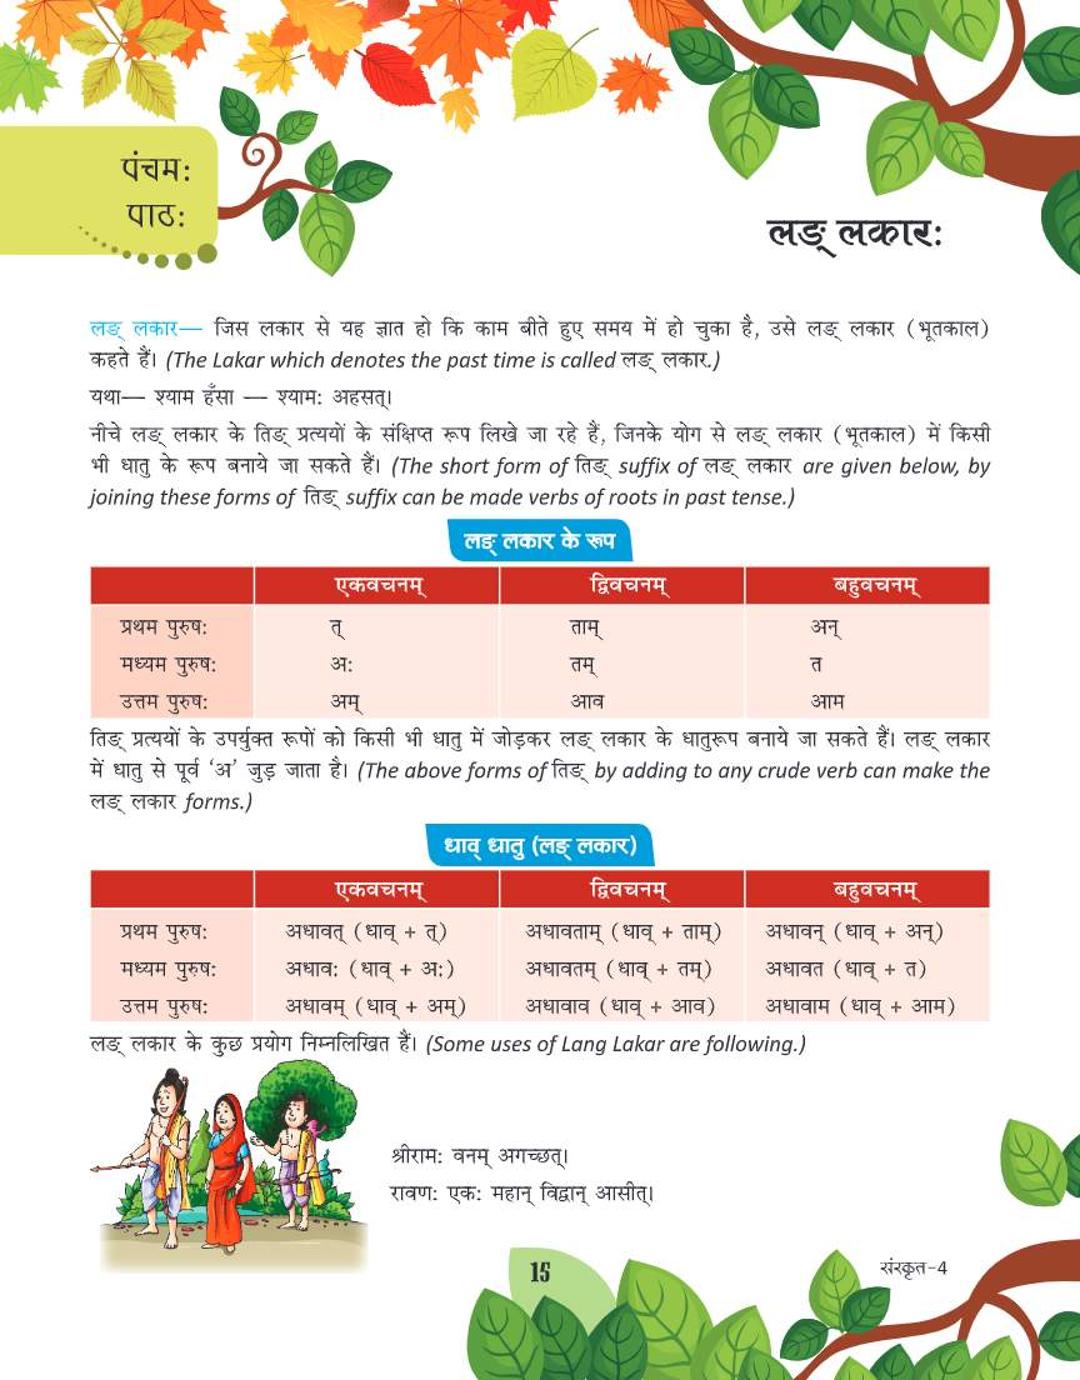 पंचम:
पाठ:
लङ् लकार:
लङ् लकार— जिस लकार से यह ज्ञात हो कि काम बीते हुए समय में हो चुका है, उसे लङ् लकार (भूतकाल)
कहते हैं। (The Lakar which denotes the past time is called लङ् लकार.)
यथा— श्याम हँसा — श्याम: अहसत्।
नीचे लङ् लकार के तिङ् प्रत्ययों के संक्षिप्त रूप लिखे जा रहे हैं, जिनके योग से लङ् लकार (भूतकाल) में किसी
भी धातु के रूप बनाये जा सकते हैं। (The short form of तिङ् suffix of लङ् लकार are given below, by
joining these forms of तिङ् suffix can be made verbs of roots in past tense.)
लङ् लकार के रूप
एकवचनम् द्विवचनम् बहुवचनम्
प्रथम पुरुष: त् ताम् अन्
मध्यम पुरुष: अ: तम् त
उत्तम पुरुष: अम् आव आम
तिङ् प्रत्ययों के उपर्युक्त रूपों को किसी भी धातु में जोड़कर लङ् लकार के धातुरूप बनाये जा सकते हैं। लङ् लकार
में धातु से पूर्व ‘अ’ जुड़ जाता है। (The above forms of तिङ् by adding to any crude verb can make the
लङ् लकार forms.)
धाव् धातु (लङ् लकार)
एकवचनम् द्विवचनम् बहुवचनम्
प्रथम पुरुष: अधावत् (धाव् + त्) अधावताम् (धाव् + ताम्) अधावन् (धाव् + अन्)
मध्यम पुरुष: अधाव: (धाव् + अ:) अधावतम् (धाव् + तम्) अधावत (धाव् + त)
उत्तम पुरुष: अधावम् (धाव् + अम्) अधावाव (धाव् + आव) अधावाम (धाव् + आम)
लङ् लकार के कुछ प्रयोग निम्नलिखित हैं। (Some uses of Lang Lakar are following.)
श्रीराम: वनम् अगच्छत्।
रावण: एक: महान् विद्वान् आसीत्।
15
संस्कृत-4